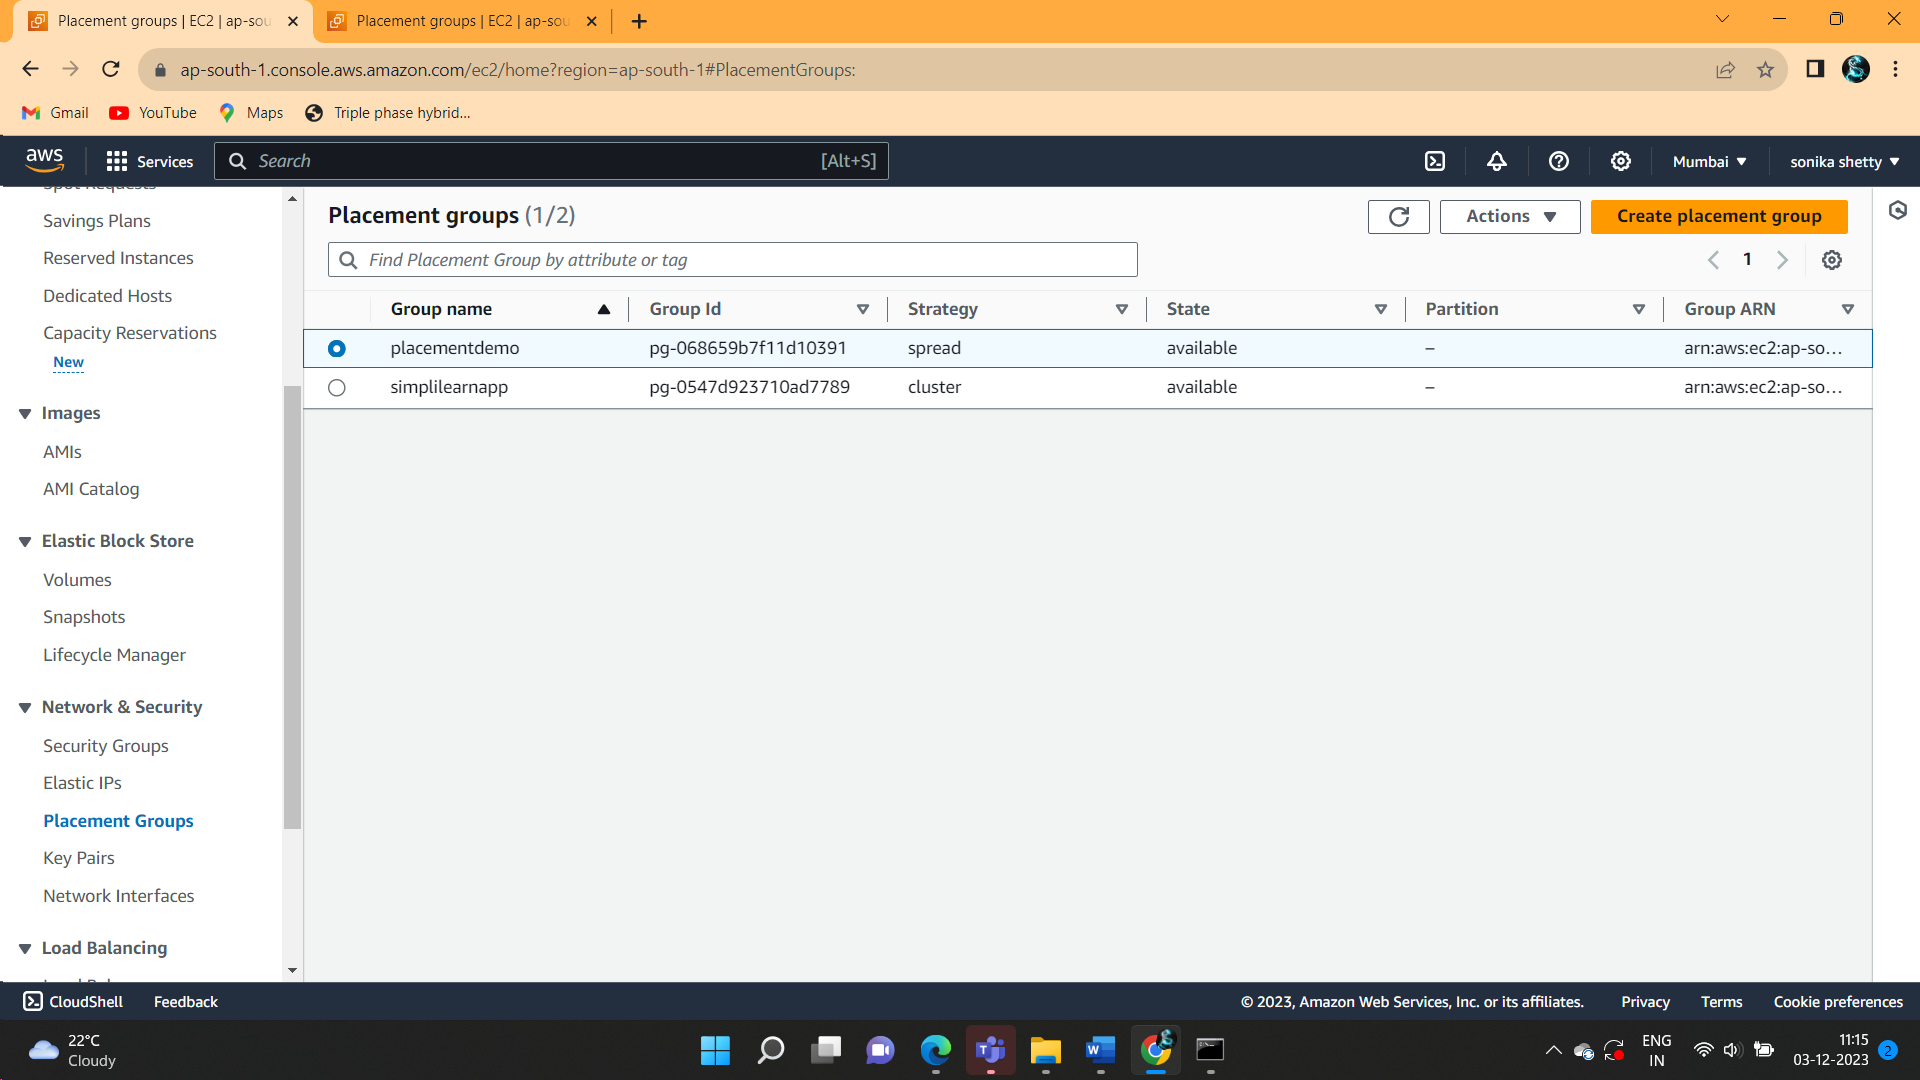 Placement groups | EC2 | ap-sou
Placement groups | EC2 | ap-sou
ap-south-1.console.aws.amazon.com/ec2/home?region=ap-south-1#PlacementGroups:
Gmail YouTube Maps Triple phase hybrid...
aws Services Search [Alt+S] Mumbai sonika shetty
Spot Requests
Savings Plans
Reserved Instances
Dedicated Hosts
Capacity Reservations
New
Images
AMIs
AMI Catalog
Elastic Block Store
Volumes
Snapshots
Lifecycle Manager
Network & Security
Security Groups
Elastic IPs
Placement Groups
Key Pairs
Network Interfaces
Load Balancing
Placement groups (1/2)
Actions
Create placement group
Find Placement Group by attribute or tag
1
Group name Group Id Strategy State Partition Group ARN
placementdemo pg-068659b7f11d10391 spread available – arn:aws:ec2:ap-so...
simplilearnapp pg-0547d923710ad7789 cluster available – arn:aws:ec2:ap-so...
CloudShell Feedback © 2023, Amazon Web Services, Inc. or its affiliates. Privacy Terms Cookie preferences
22°C
Cloudy
ENG
IN
11:15
03-12-2023
2